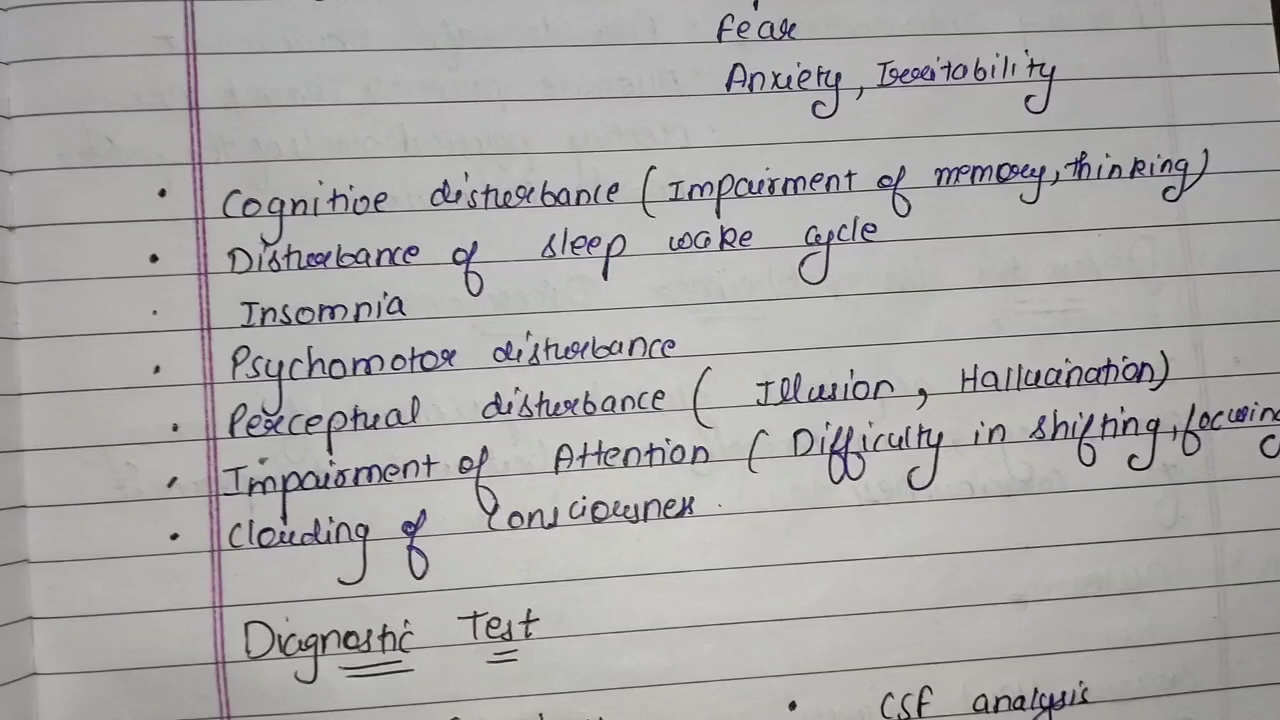 Fear
Anxiety, Irritability
• Cognitive disturbance (Impairment of memory, thinking)
• Disturbance of sleep wake cycle
• Insomnia
• Psychomotor disturbance
• Perceptual disturbance ( Illusion, Hallucination)
• Impairment of Attention ( Difficulty in shifting, focusing
• Clouding of Consciousness.
Diagnostic Test
• CSF analysis